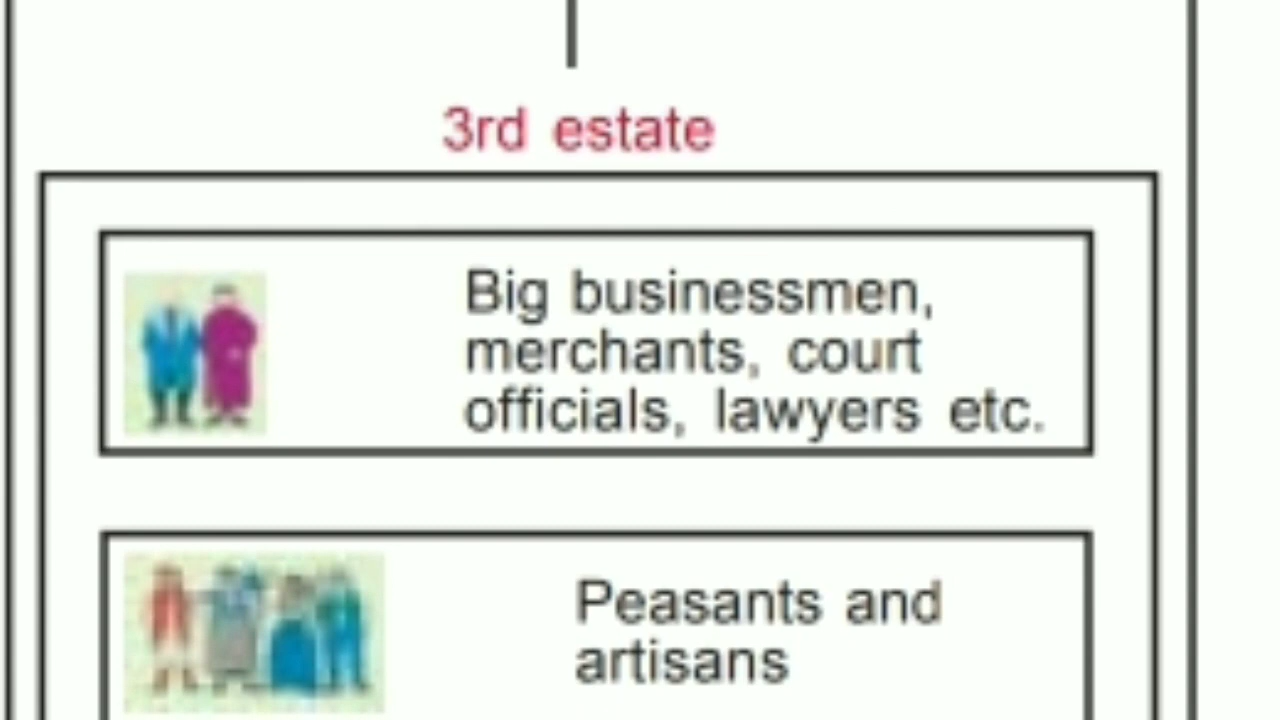 3rd estate
Big businessmen,
merchants, court
officials, lawyers etc.
Peasants and
artisans